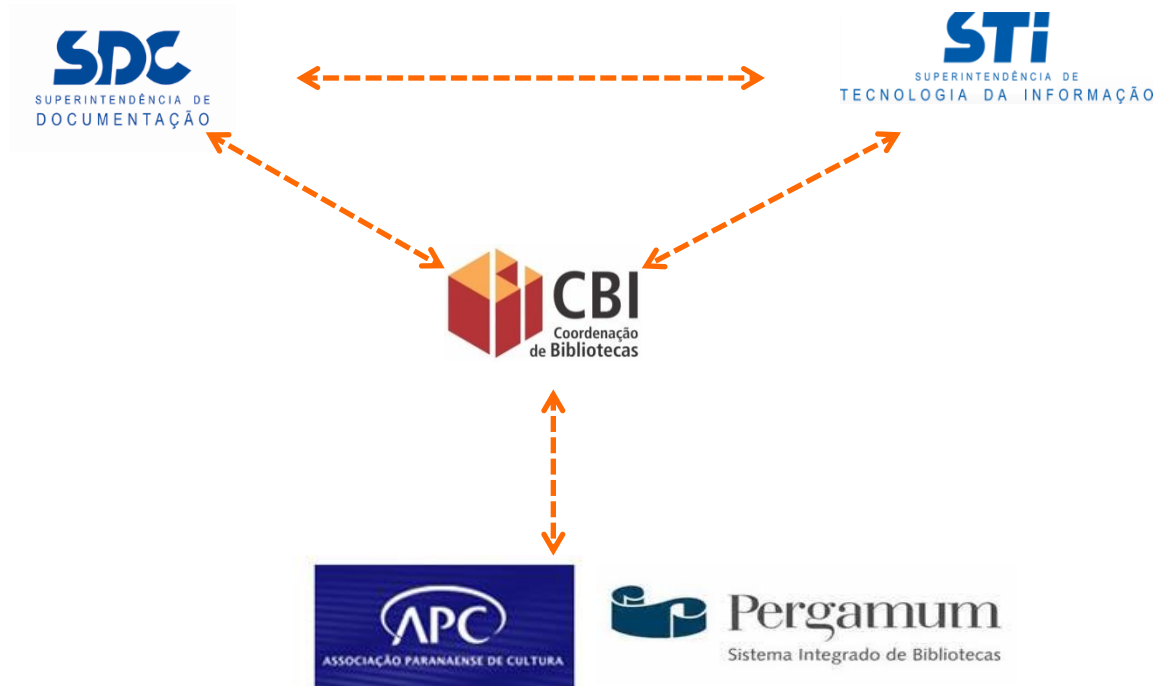 SDC
SUPERINTENDÊNCIA DE
DOCUMENTAÇÃO
STi
SUPERINTENDÊNCIA DE
TECNOLOGIA DA INFORMAÇÃO
CBI
Coordenação
de Bibliotecas
APC
ASSOCIAÇÃO PARANAENSE DE CULTURA
Pergamum
Sistema Integrado de Bibliotecas